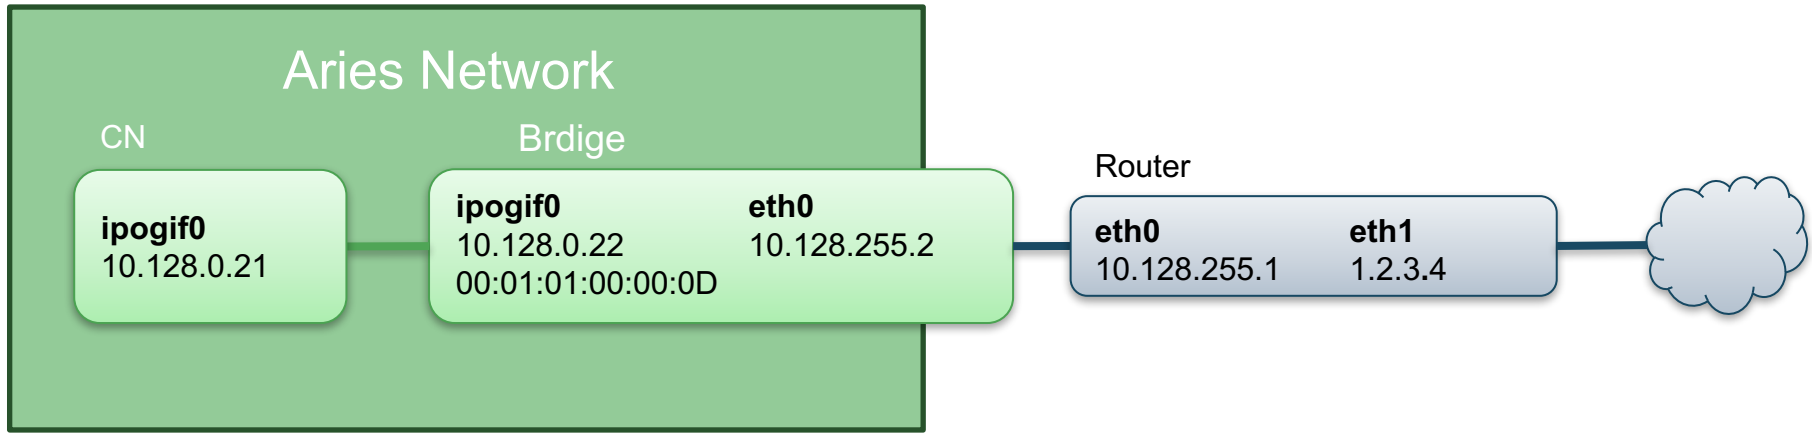 Aries Network
CN
Brdige
ipogif0
10.128.0.21
ipogif0
10.128.0.22
00:01:01:00:00:0D
eth0
10.128.255.2
Router
eth0
10.128.255.1
eth1
1.2.3.4